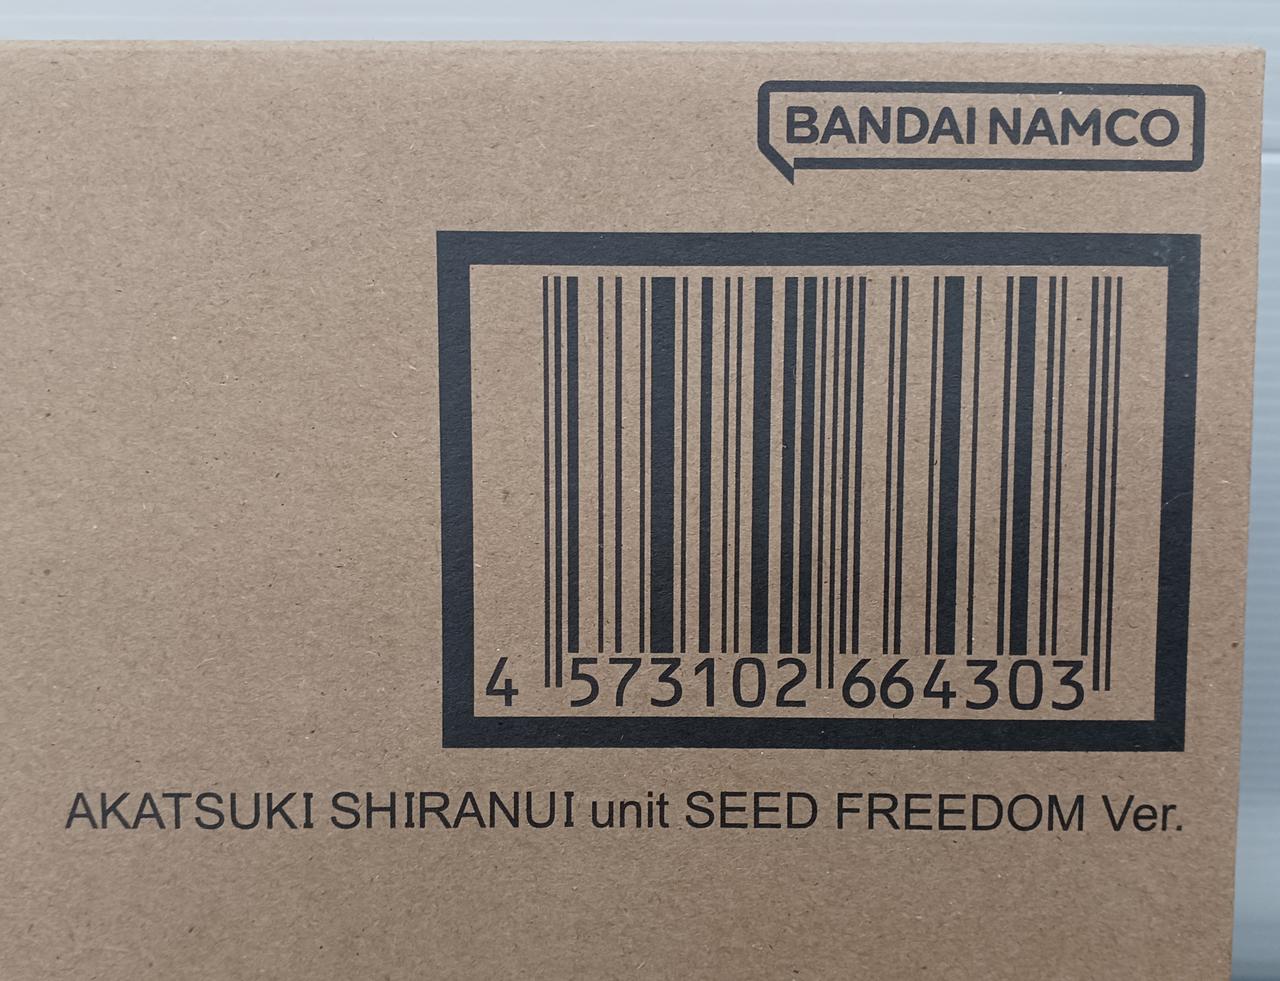 BANDAI NAMCO
4 573102 664303
AKATSUKI SHIRANUI unit SEED FREEDOM Ver.